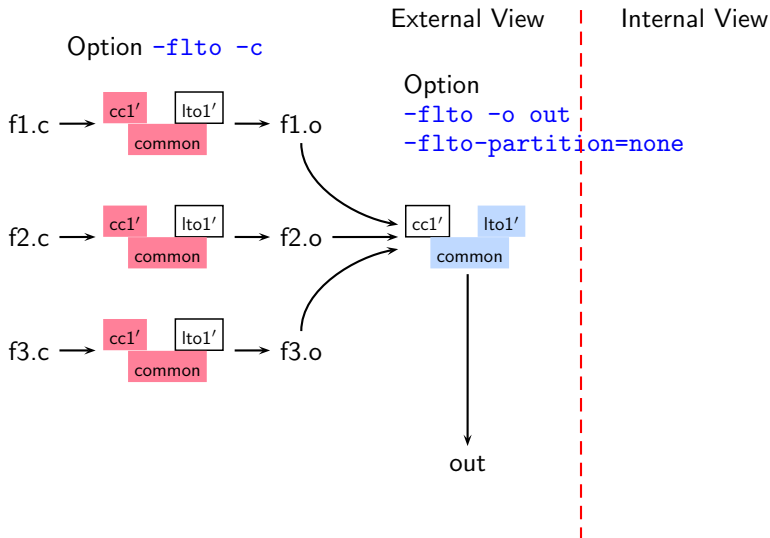 External View
Internal View
Option -flto -c
Option
-flto -o out
-flto-partition=none
f1.c
cc1′
lto1′
common
f1.o
f2.c
cc1′
lto1′
common
f2.o
cc1′
lto1′
common
f3.c
cc1′
lto1′
common
f3.o
out